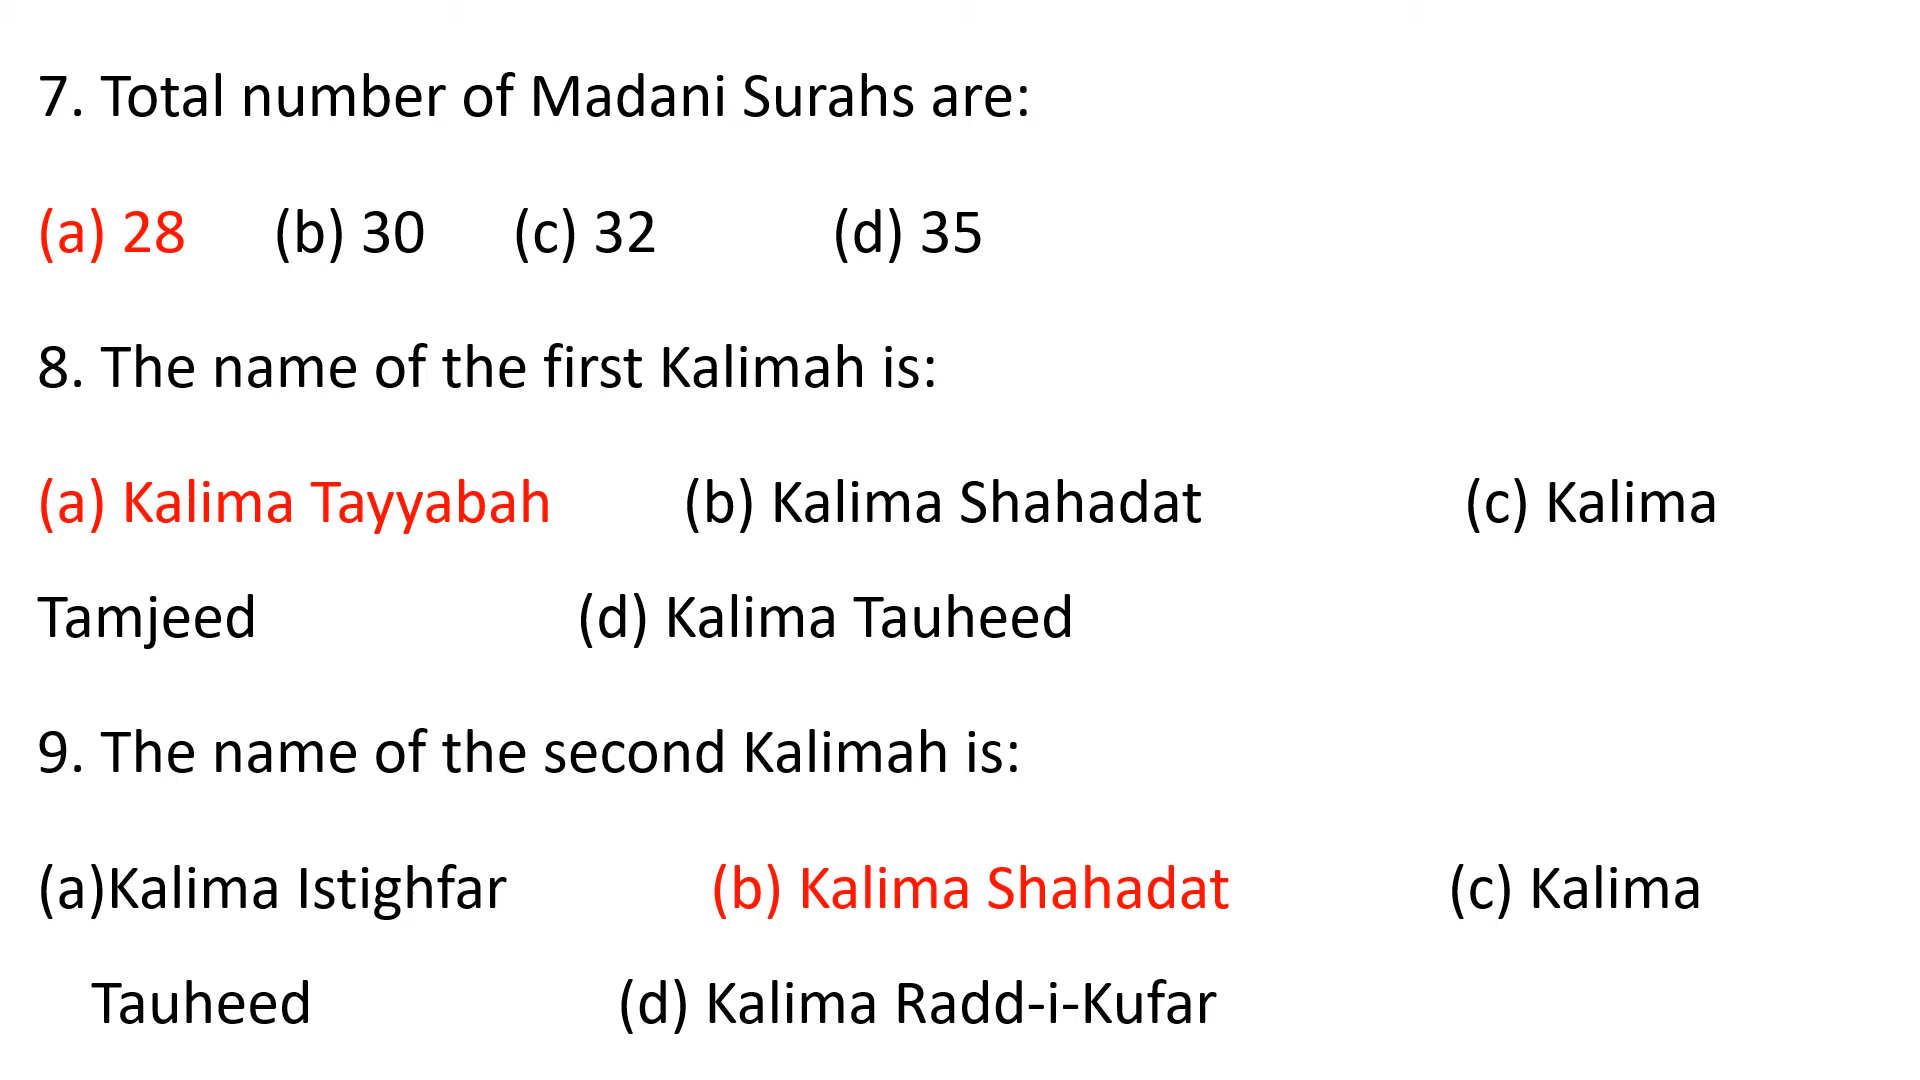 7. Total number of Madani Surahs are:
(a) 28 (b) 30 (c) 32 (d) 35
8. The name of the first Kalimah is:
(a) Kalima Tayyabah (b) Kalima Shahadat (c) Kalima
Tamjeed (d) Kalima Tauheed
9. The name of the second Kalimah is:
(a)Kalima Istighfar (b) Kalima Shahadat (c) Kalima
Tauheed (d) Kalima Radd-i-Kufar